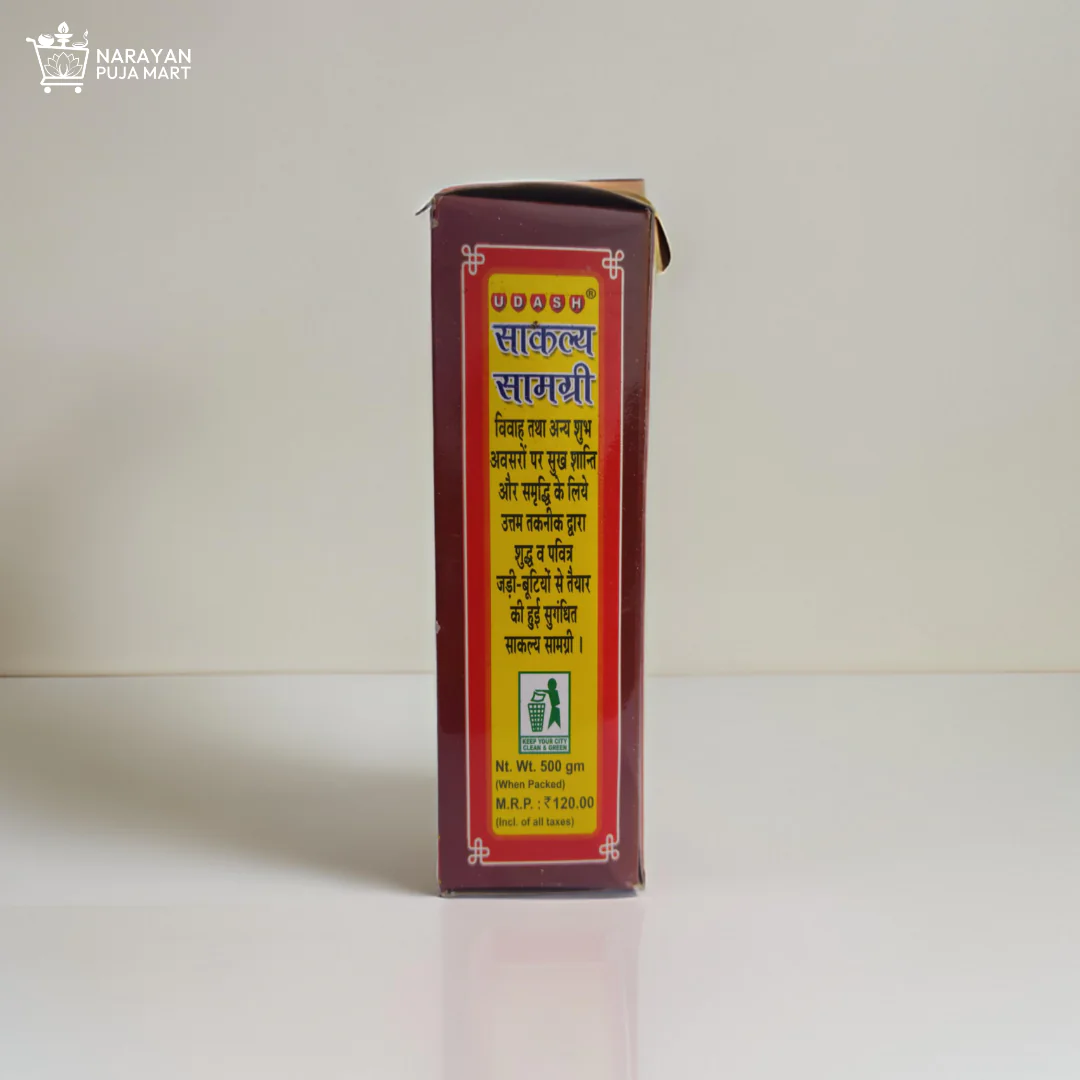 NARAYAN
PUJA MART
UDASH®
साकल्य
सामग्री
विवाह तथा अन्य शुभ
अवसरों पर सुख शान्ति
और समृद्धि के लिये
उत्तम तकनीक द्वारा
शुद्ध व पवित्र
जड़ी-बूटियों से तैयार
की हुई सुगंधित
साकल्य सामग्री ।
KEEP YOUR CITY
CLEAN & GREEN
Nt. Wt. 500 gm
(When Packed)
M.R.P. : ₹120.00
(Incl. of all taxes)